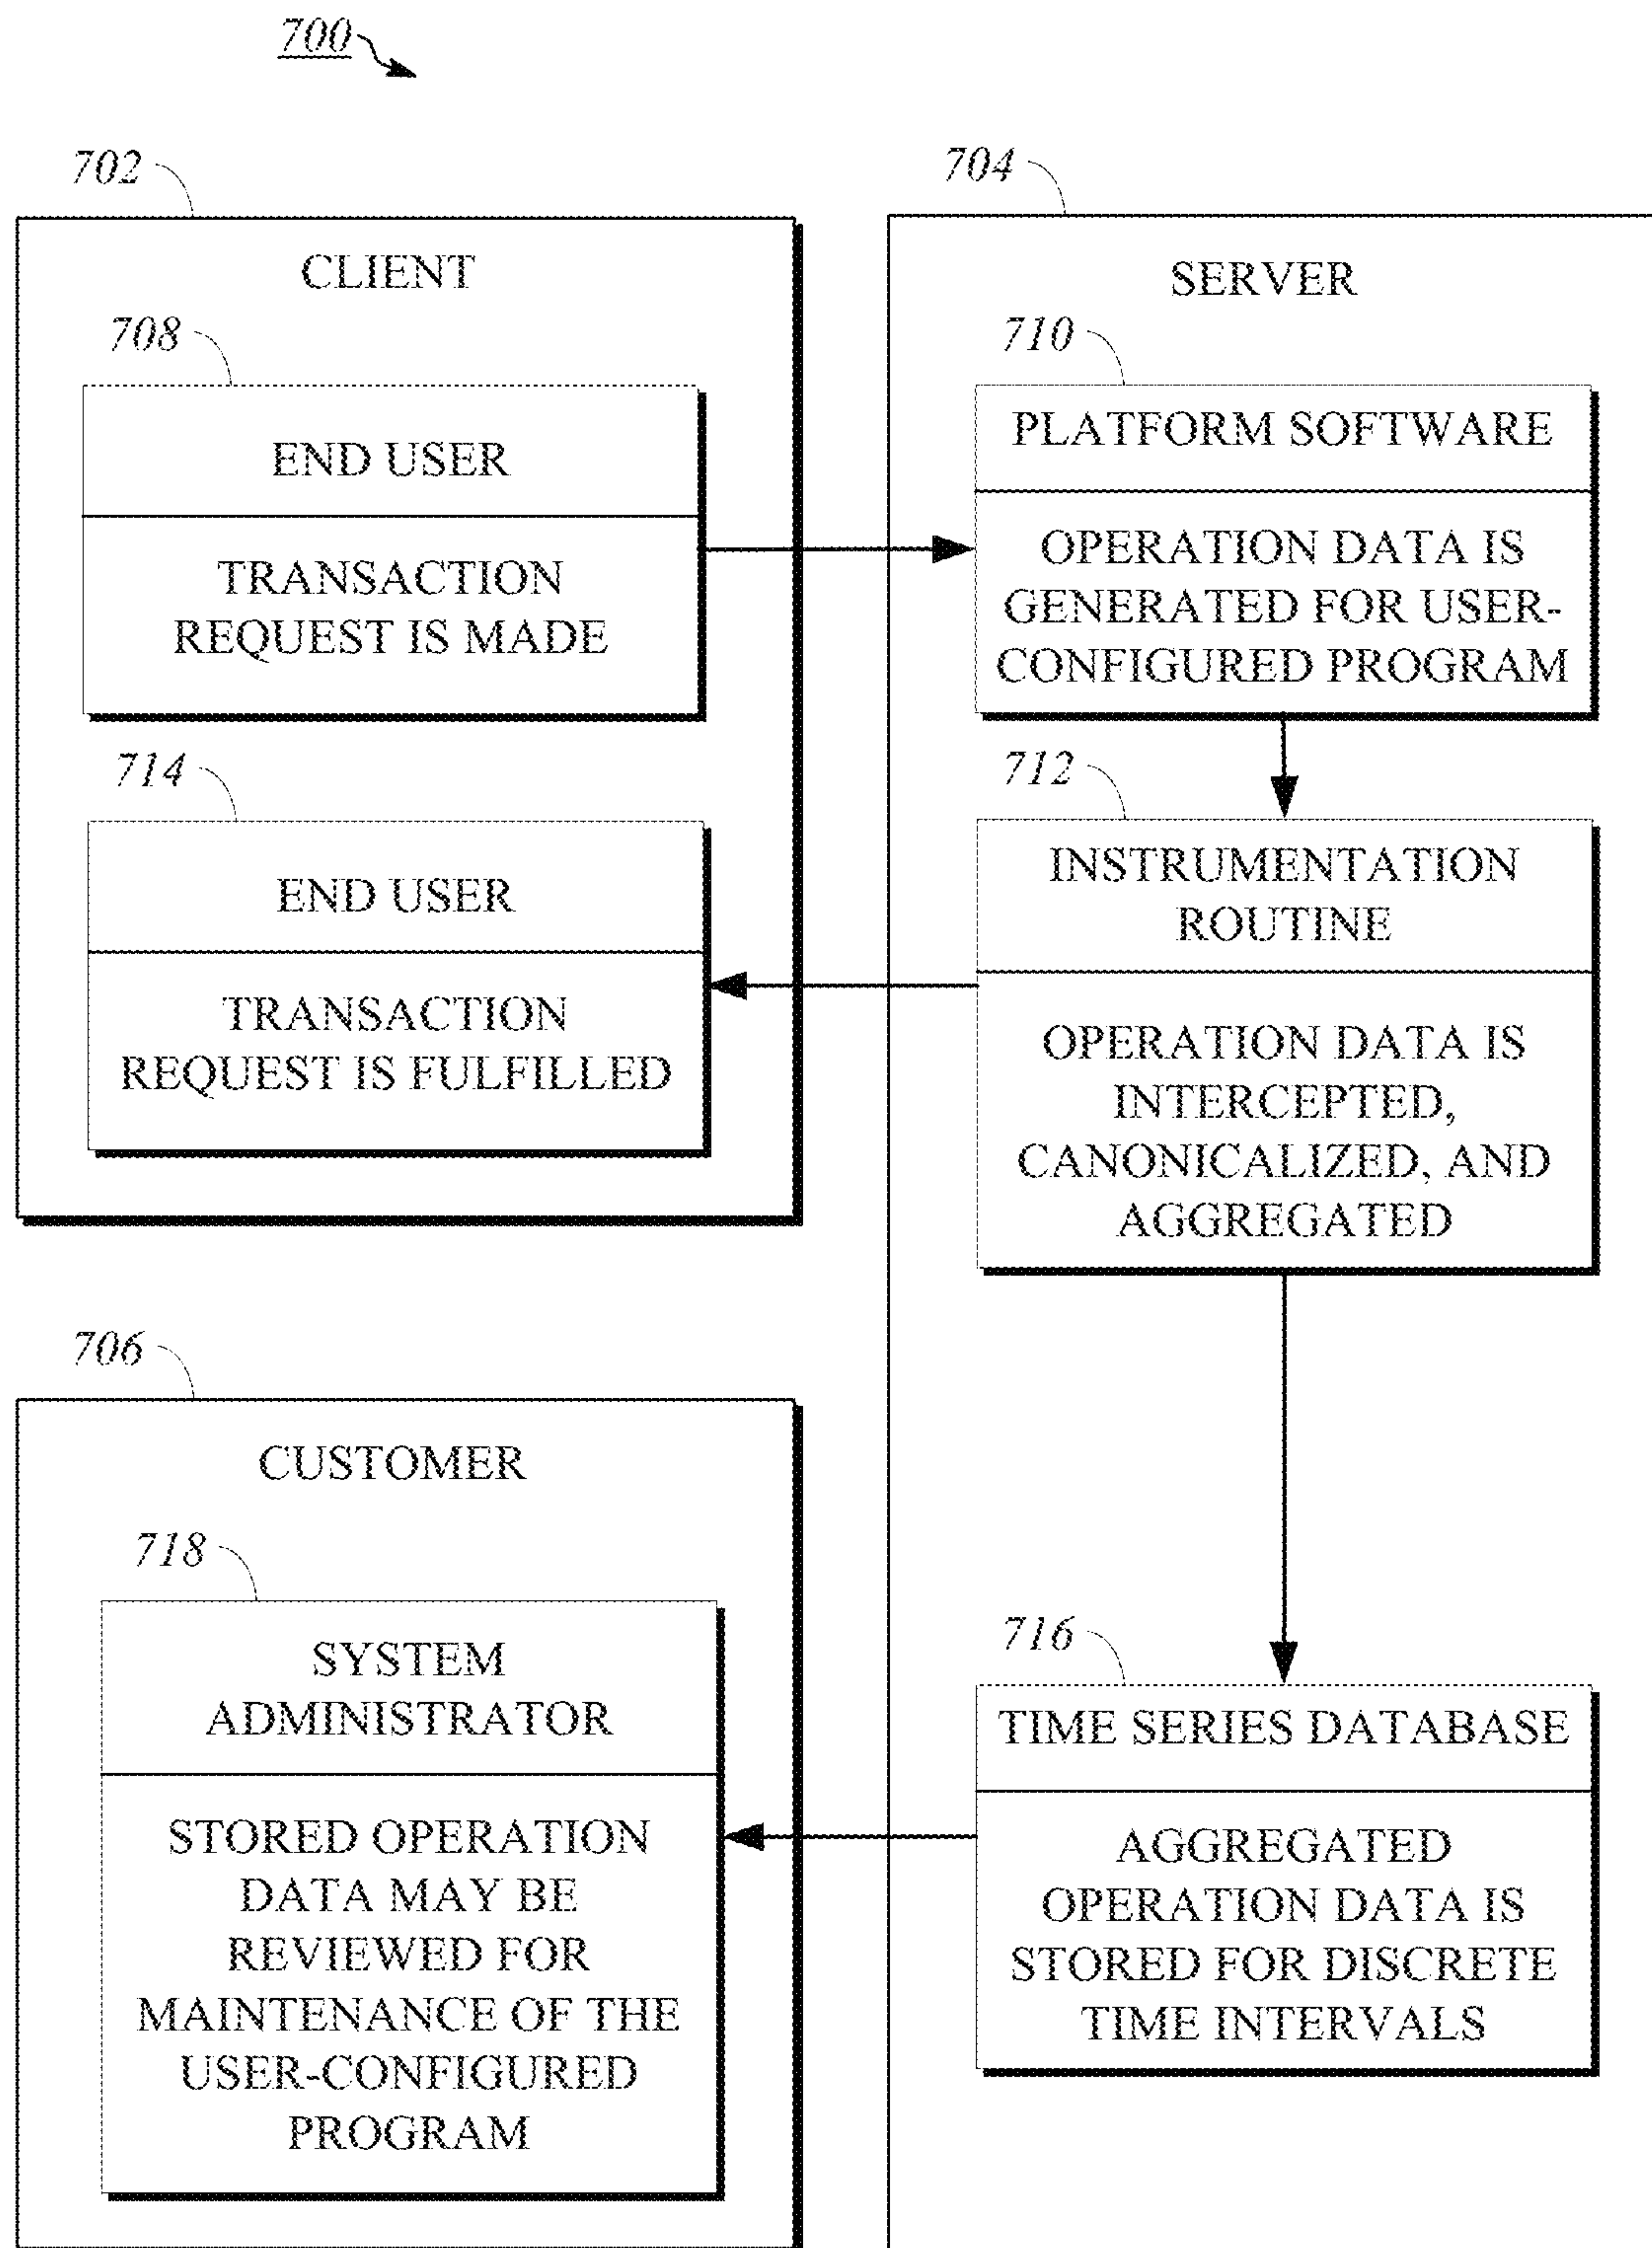 700
702
CLIENT
708
END USER
TRANSACTION
REQUEST IS MADE
714
END USER
TRANSACTION
REQUEST IS FULFILLED
704
SERVER
710
PLATFORM SOFTWARE
OPERATION DATA IS
GENERATED FOR USER-
CONFIGURED PROGRAM
712
INSTRUMENTATION
ROUTINE
OPERATION DATA IS
INTERCEPTED,
CANONICALIZED, AND
AGGREGATED
716
TIME SERIES DATABASE
AGGREGATED
OPERATION DATA IS
STORED FOR DISCRETE
TIME INTERVALS
706
CUSTOMER
718
SYSTEM
ADMINISTRATOR
STORED OPERATION
DATA MAY BE
REVIEWED FOR
MAINTENANCE OF THE
USER-CONFIGURED
PROGRAM